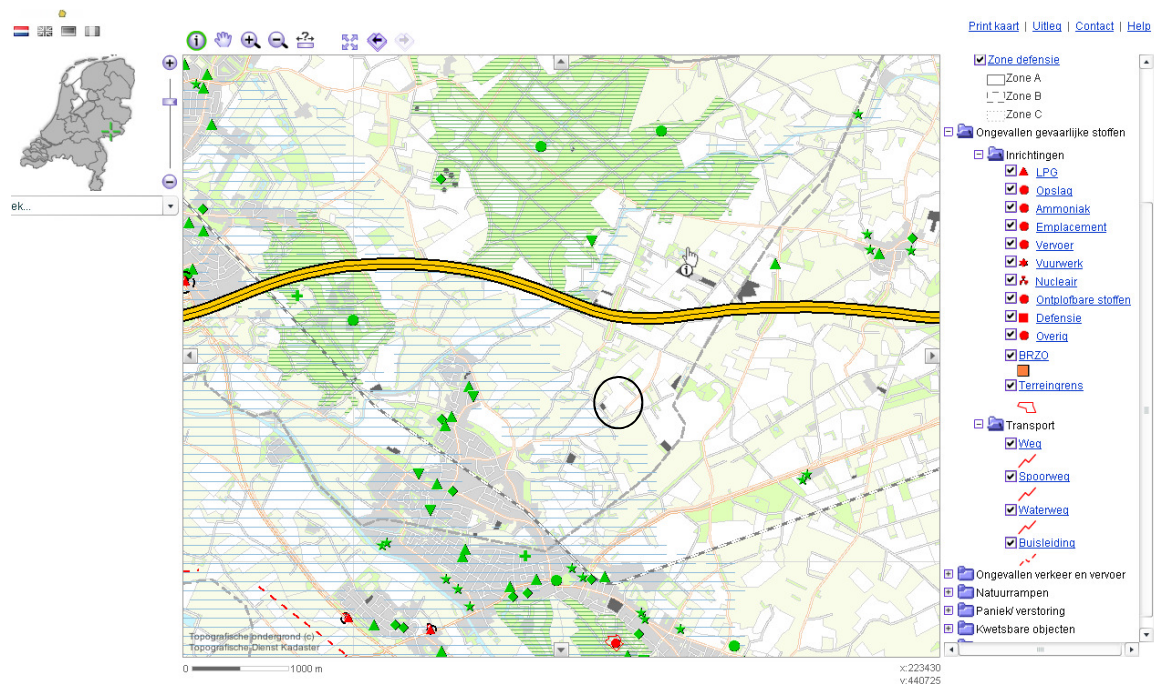 Print kaart | Uitleg | Contact | Help
ek...
Zone defensie
Zone A
Zone B
Zone C
Ongevallen gevaarlijke stoffen
Inrichtingen
LPG
Opslag
Ammoniak
Emplacement
Vervoer
Vuurwerk
Nucleair
Ontplofbare stoffen
Defensie
Overig
BRZO
Terreingrens
Transport
Weg
Spoorweg
Waterweg
Buisleiding
Ongevallen verkeer en vervoer
Natuurrampen
Paniek/ verstoring
Kwetsbare objecten
Topografische ondergrond (c)
Topografische Dienst Kadaster
0 1000 m
x:223430
y:440725